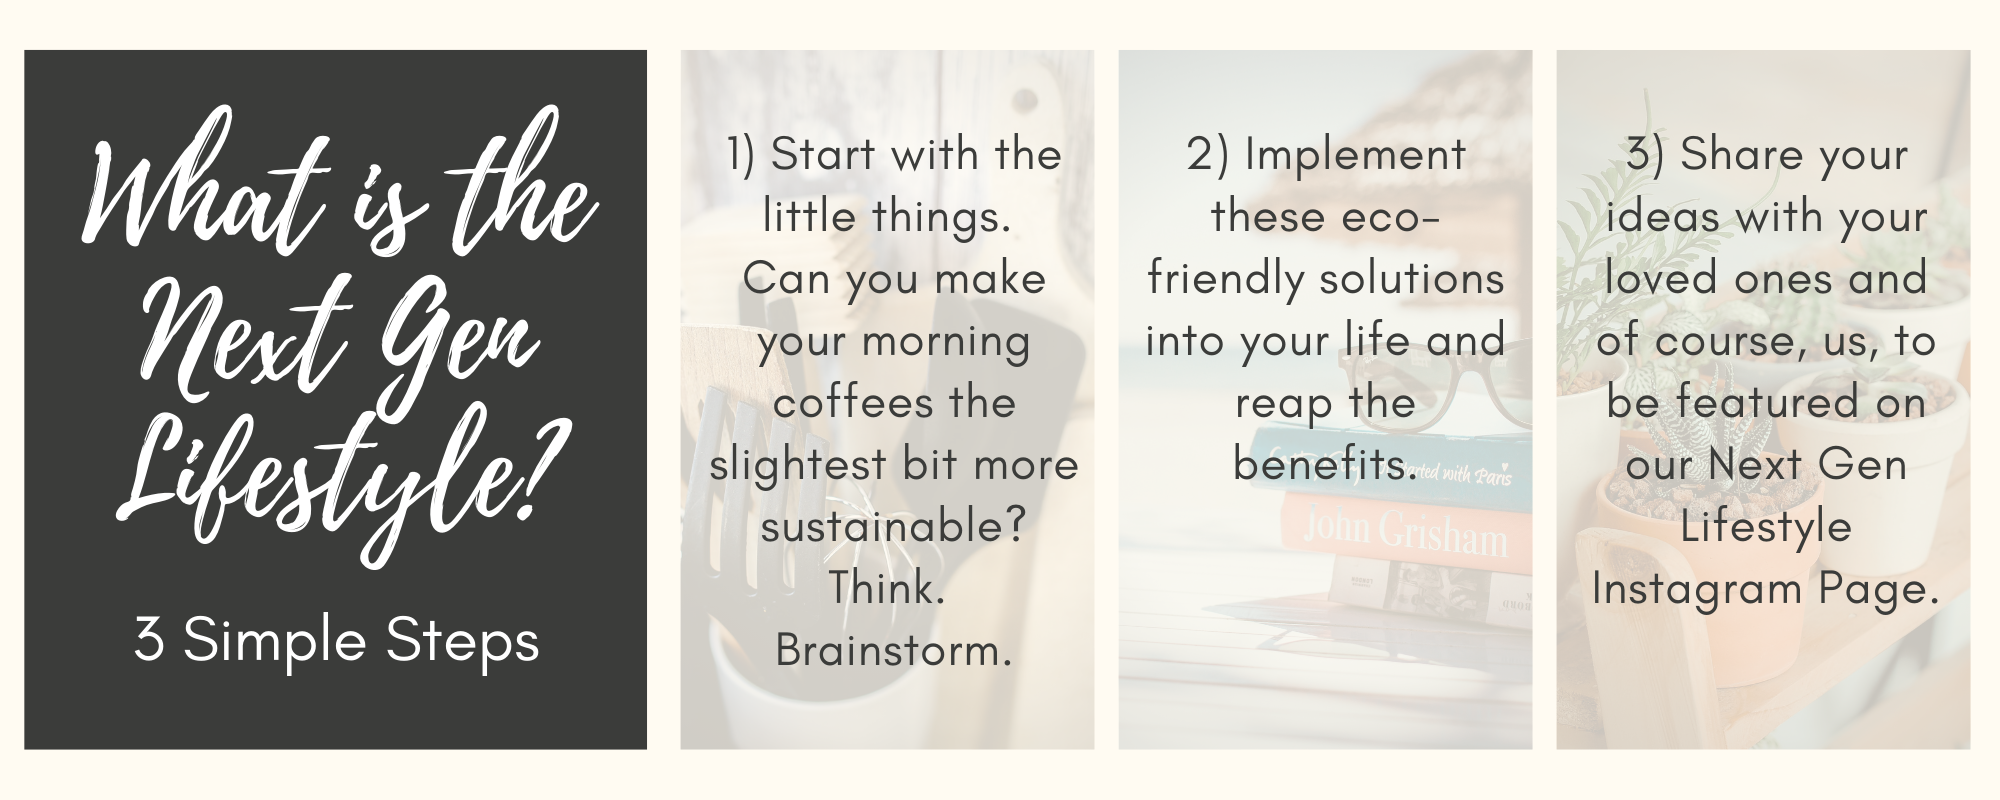 What is the
Next Gen
Lifestyle?
3 Simple Steps
1) Start with the
little things.
Can you make
your morning
coffees the
slightest bit more
sustainable?
Think.
Brainstorm.
2) Implement
these eco-
friendly solutions
into your life and
reap the
benefits.
started with Paris
John Grisham
3) Share your
ideas with your
loved ones and
of course, us, to
be featured on
our Next Gen
Lifestyle
Instagram Page.